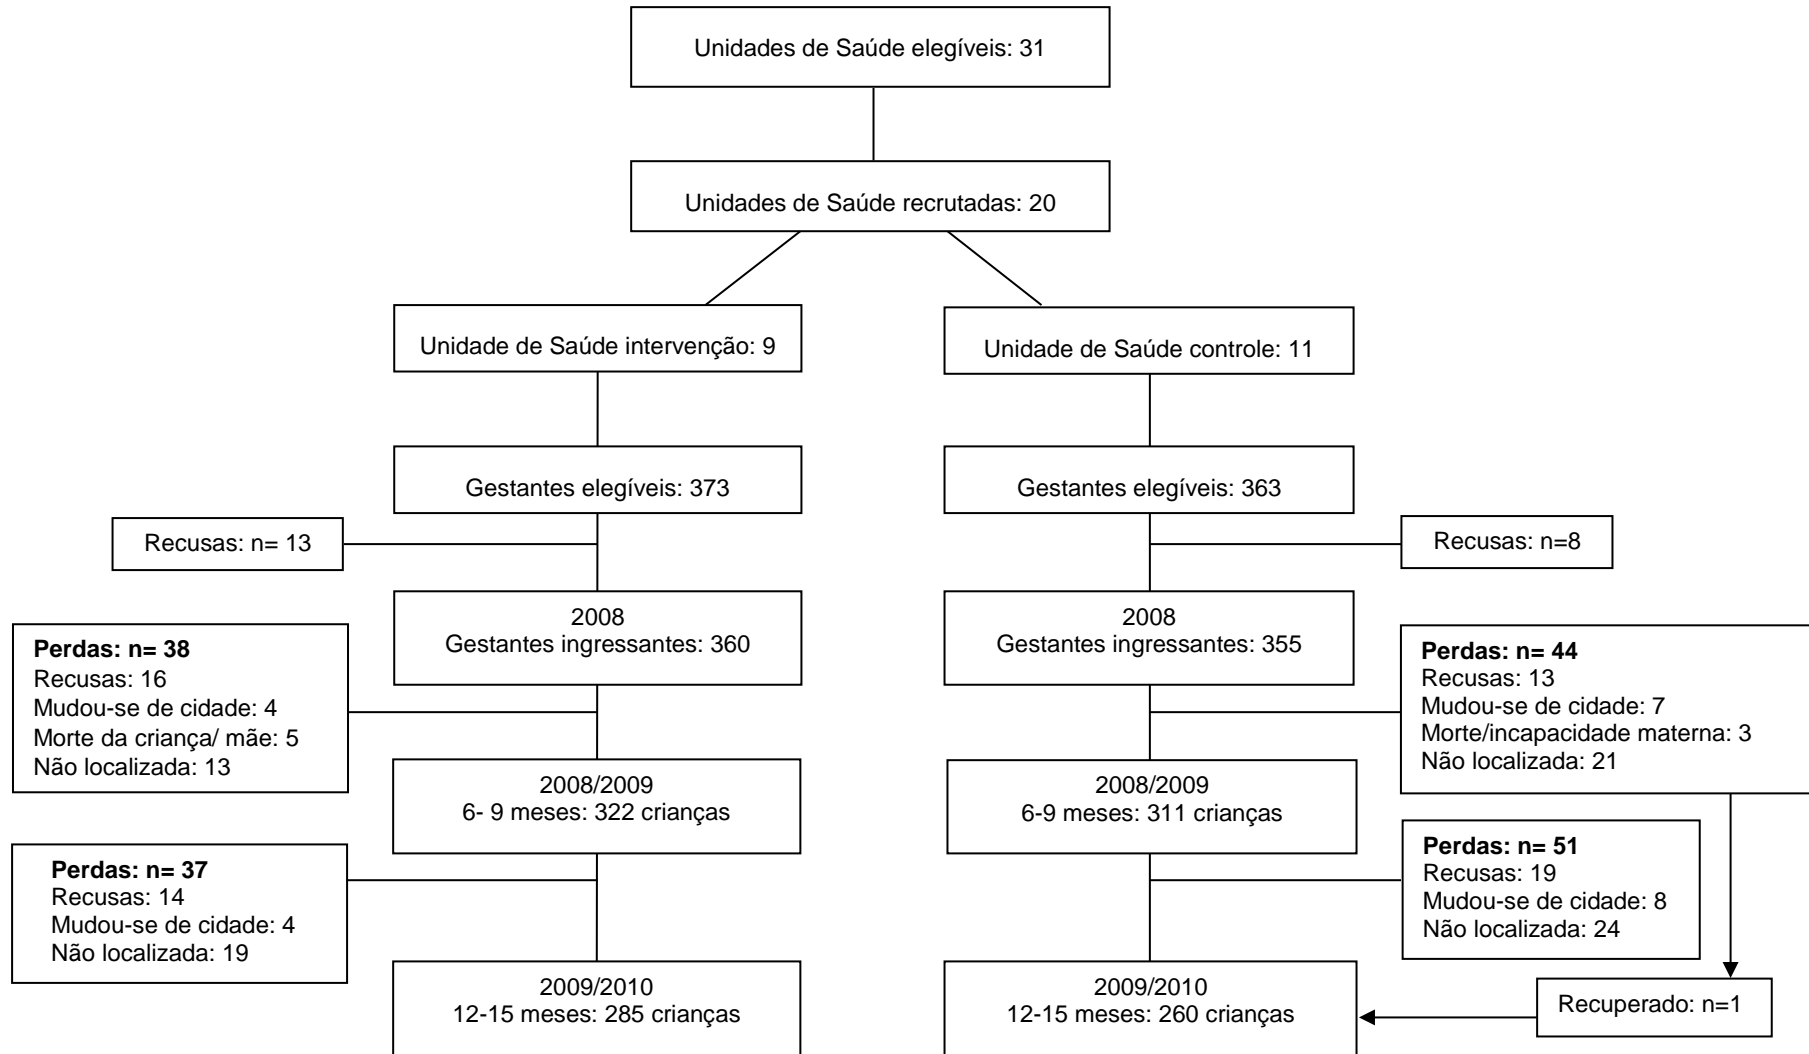 Unidades de Saúde elegíveis: 31
Unidades de Saúde recrutadas: 20
Unidade de Saúde intervenção: 9
Unidade de Saúde controle: 11
Gestantes elegíveis: 373
Gestantes elegíveis: 363
Recusas: n= 13
Recusas: n=8
2008
Gestantes ingressantes: 360
2008
Gestantes ingressantes: 355
Perdas: n= 38
Recusas: 16
Mudou-se de cidade: 4
Morte da criança/ mãe: 5
Não localizada: 13
Perdas: n= 44
Recusas: 13
Mudou-se de cidade: 7
Morte/incapacidade materna: 3
Não localizada: 21
2008/2009
6- 9 meses: 322 crianças
2008/2009
6-9 meses: 311 crianças
Perdas: n= 37
Recusas: 14
Mudou-se de cidade: 4
Não localizada: 19
Perdas: n= 51
Recusas: 19
Mudou-se de cidade: 8
Não localizada: 24
2009/2010
12-15 meses: 285 crianças
2009/2010
12-15 meses: 260 crianças
Recuperado: n=1